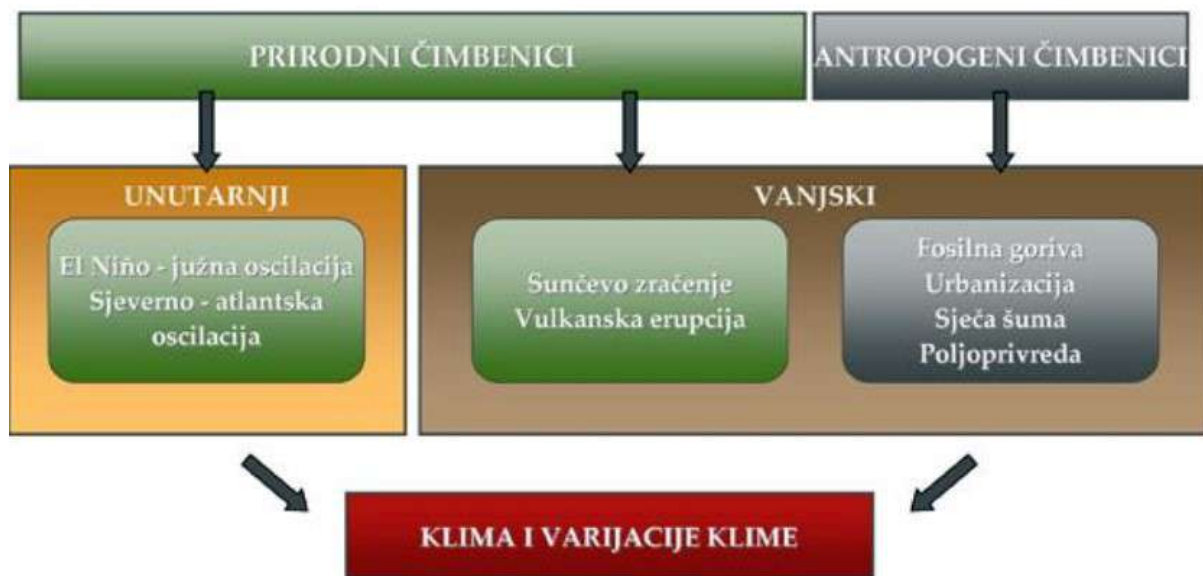 PRIRODNI ČIMBENICI
ANTROPOGENI ČIMBENICI
UNUTARNJI
El Niño - južna oscilacija
Sjeverno - atlantska
oscilacija
VANJSKI
Sunčevo zračenje
Vulkanska erupcija
Fosilna goriva
Urbanizacija
Sječa šuma
Poljoprivreda
KLIMA I VARIJACIJE KLIME